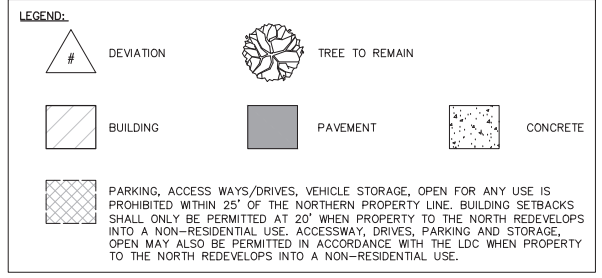 LEGEND:
# DEVIATION TREE TO REMAIN
BUILDING PAVEMENT CONCRETE
PARKING, ACCESS WAYS/DRIVES, VEHICLE STORAGE, OPEN FOR ANY USE IS
PROHIBITED WITHIN 25' OF THE NORTHERN PROPERTY LINE. BUILDING SETBACKS
SHALL ONLY BE PERMITTED AT 20' WHEN PROPERTY TO THE NORTH REDEVELOPS
INTO A NON-RESIDENTIAL USE. ACCESSWAY, DRIVES, PARKING AND STORAGE,
OPEN MAY ALSO BE PERMITTED IN ACCORDANCE WITH THE LDC WHEN PROPERTY
TO THE NORTH REDEVELOPS INTO A NON-RESIDENTIAL USE.